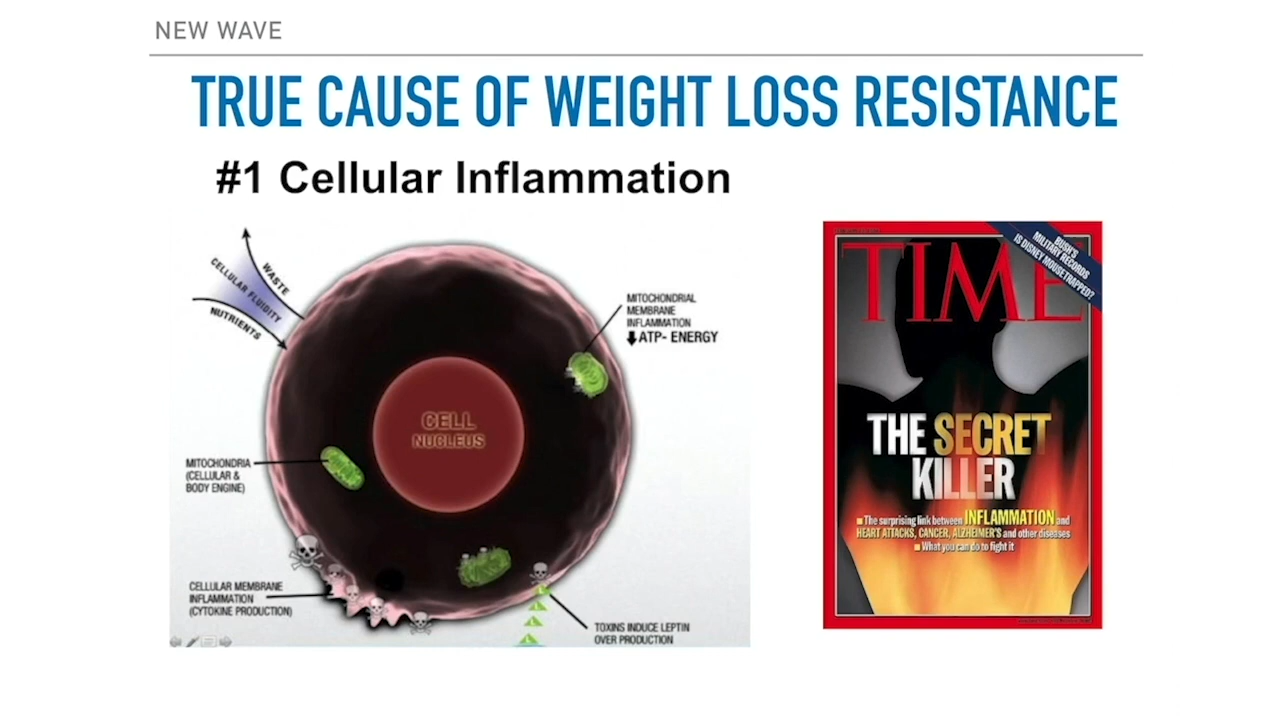 NEW WAVE
TRUE CAUSE OF WEIGHT LOSS RESISTANCE
#1 Cellular Inflammation
WASTE
CELLULAR FLUIDITY
NUTRIENTS
MITOCHONDRIAL
MEMBRANE
INFLAMMATION
ATP- ENERGY
CELL
NUCLEUS
MITOCHONDRIA
(CELLULAR &
BODY ENGINE)
CELLULAR MEMBRANE
INFLAMMATION
(CYTOKINE PRODUCTION)
L
L
L
TOXINS INDUCE LEPTIN
OVER PRODUCTION
BUSH'S
MILITARY RECORDS
IS DISNEY MOUSETRAPPED?
TIME
THE SECRET
KILLER
The surprising link between INFLAMMATION and
HEART ATTACKS, CANCER, ALZHEIMER'S and other diseases
What you can do to fight it